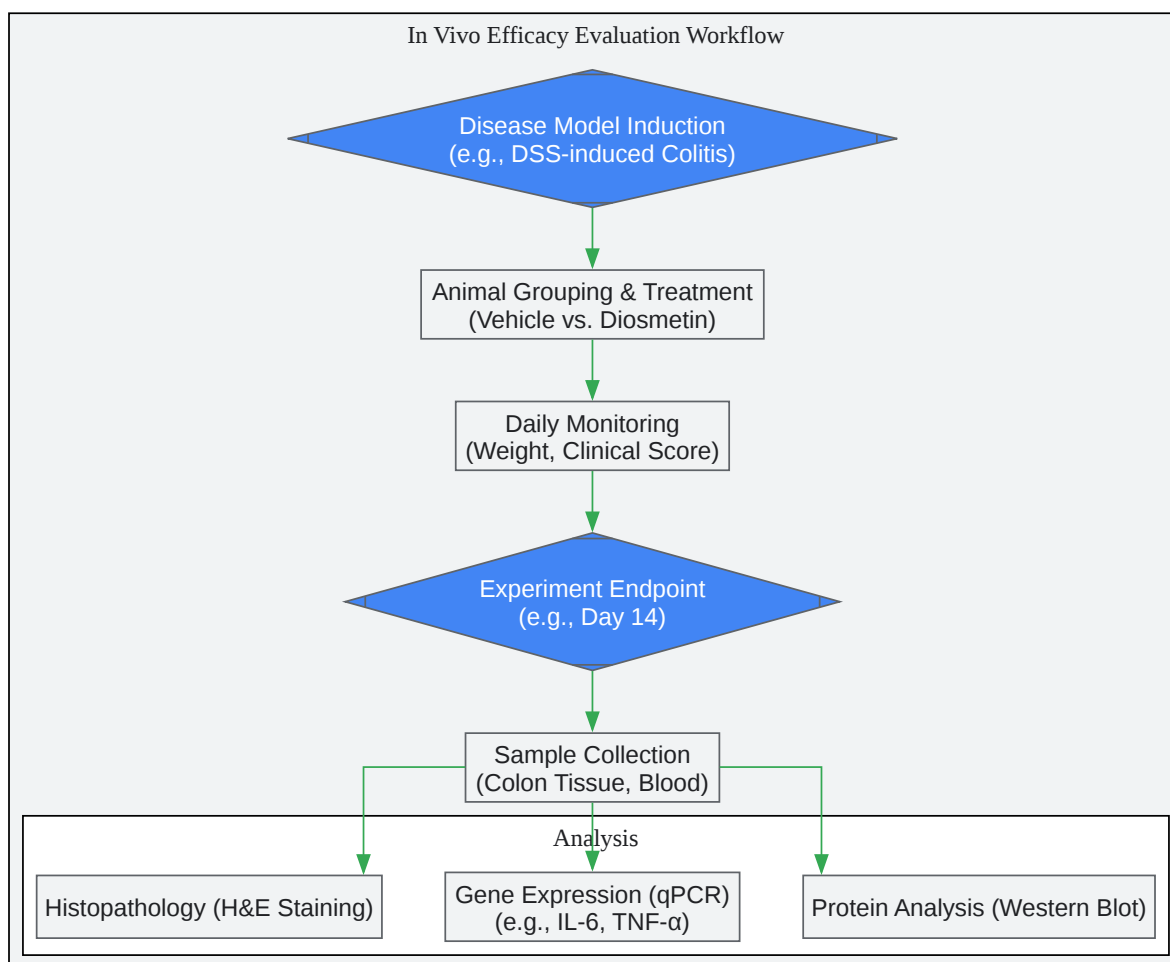 In Vivo Efficacy Evaluation Workflow
Disease Model Induction
(e.g., DSS-induced Colitis)
Animal Grouping & Treatment
(Vehicle vs. Diosmetin)
Daily Monitoring
(Weight, Clinical Score)
Experiment Endpoint
(e.g., Day 14)
Sample Collection
(Colon Tissue, Blood)
Analysis
Histopathology (H&E Staining)
Gene Expression (qPCR)
(e.g., IL-6, TNF-α)
Protein Analysis (Western Blot)